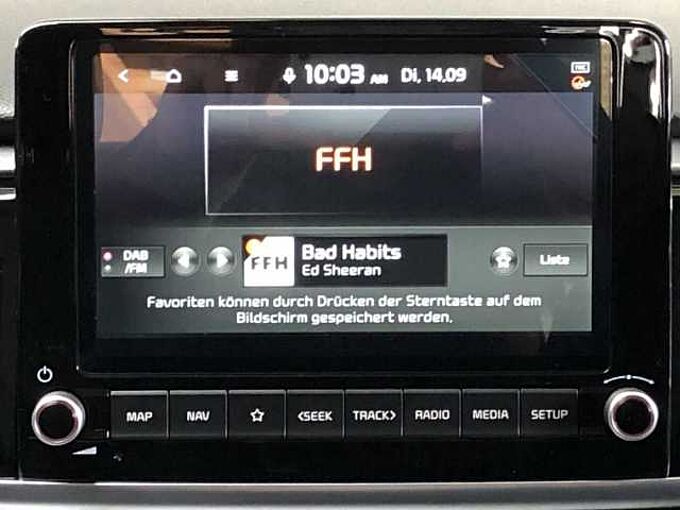 10:03 AM Di, 14.09
FFH
DAB
/FM
FFH
Bad Habits
Ed Sheeran
Liste
Favoriten können durch Drücken der Sterntaste auf dem
Bildschirm gespeichert werden.
MAP NAV <SEEK TRACK> RADIO MEDIA SETUP